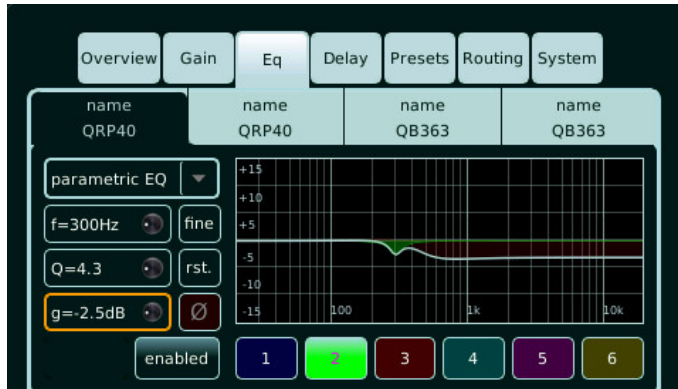 Overview Gain Eq Delay Presets Routing System
name name name name
QRP40 QRP40 QB363 QB363
parametric EQ
+15
+10
f=300Hz fine
+5
Q=4.3 rst.
-5
-10
g=-2.5dB Ø
-15 100 1k 10k
enabled 1 2 3 4 5 6